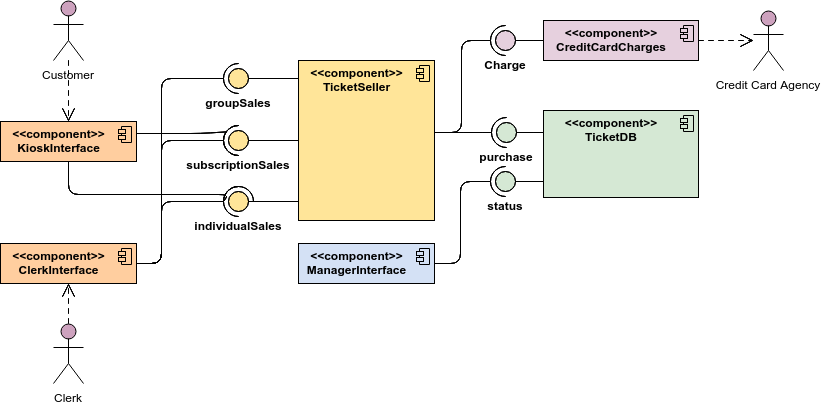 Customer
<<component>>
KioskInterface
groupSales
subscriptionSales
individualSales
<<component>>
ClerkInterface
Clerk
<<component>>
TicketSeller
<<component>>
ManagerInterface
Charge
purchase
status
<<component>>
CreditCardCharges
<<component>>
TicketDB
Credit Card Agency